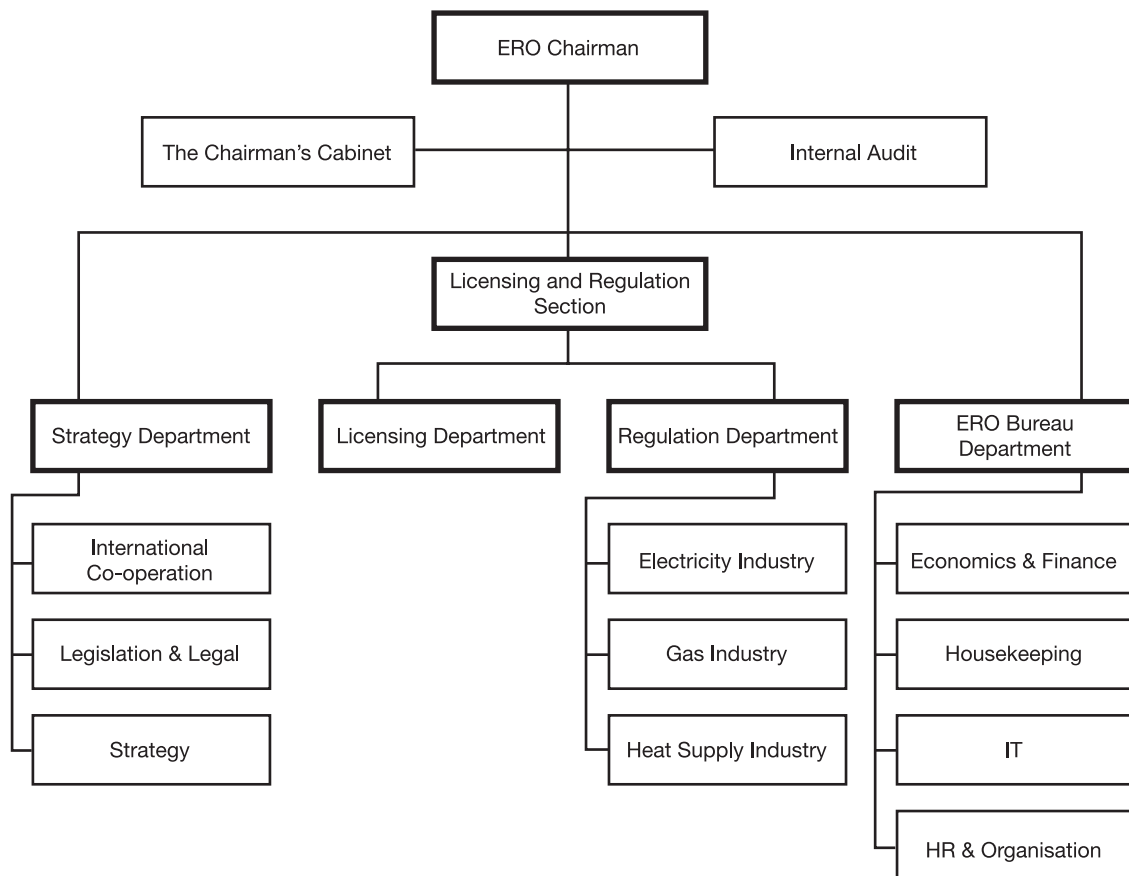 ERO Chairman
The Chairman’s Cabinet
Internal Audit
Licensing and Regulation
Section
Strategy Department
Licensing Department
Regulation Department
ERO Bureau
Department
International
Co-operation
Electricity Industry
Economics & Finance
Legislation & Legal
Gas Industry
Housekeeping
Strategy
Heat Supply Industry
IT
HR & Organisation